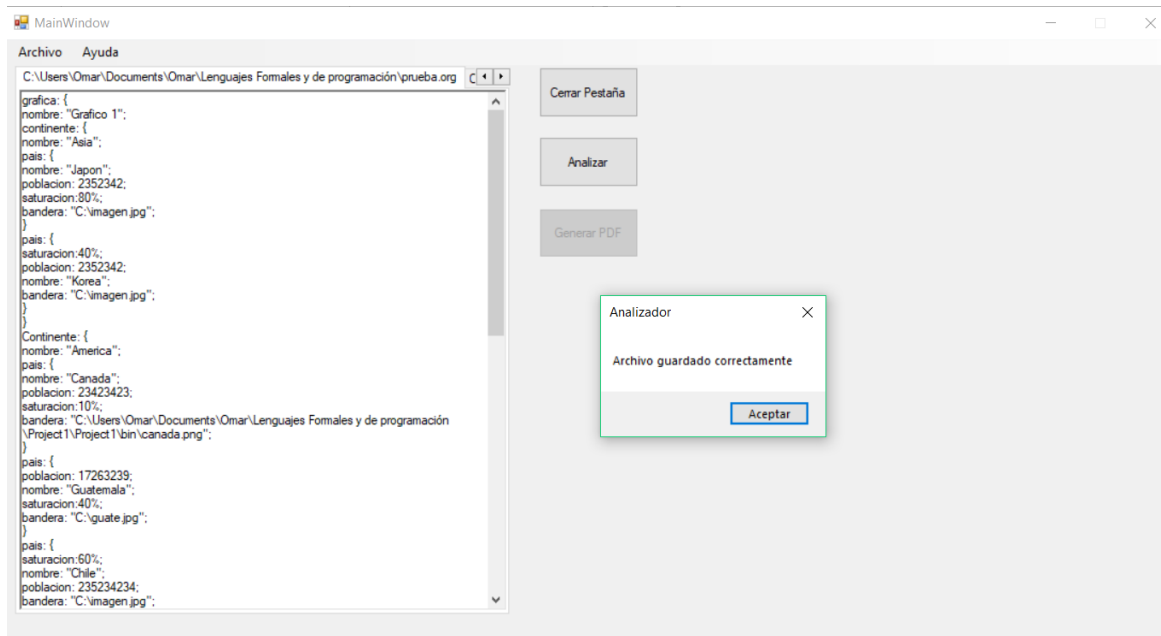 MainWindow
Archivo Ayuda
C:\Users\Omar\Documents\Omar\Lenguajes Formales y de programación\prueba.org
grafica: {
nombre: "Grafico 1";
continente: {
nombre: "Asia";
pais: {
nombre: "Japon";
poblacion: 2352342;
saturacion:80%;
bandera: "C:\imagen.jpg";
}
pais: {
saturacion:40%;
poblacion: 2352342;
nombre: "Korea";
bandera: "C:\imagen.jpg";
}
}
Continente: {
nombre: "America";
pais: {
nombre: "Canada";
poblacion: 23423423;
saturacion:10%;
bandera: "C:\Users\Omar\Documents\Omar\Lenguajes Formales y de programación
\Project1\Project1\bin\canada.png";
}
pais: {
poblacion: 17263239;
nombre: "Guatemala";
saturacion:40%;
bandera: "C:\guate.jpg";
}
pais: {
saturacion:60%;
nombre: "Chile";
poblacion: 235234234;
bandera: "C:\imagen.jpg";
Cerrar Pestaña
Analizar
Generar PDF
Analizador
Archivo guardado correctamente
Aceptar